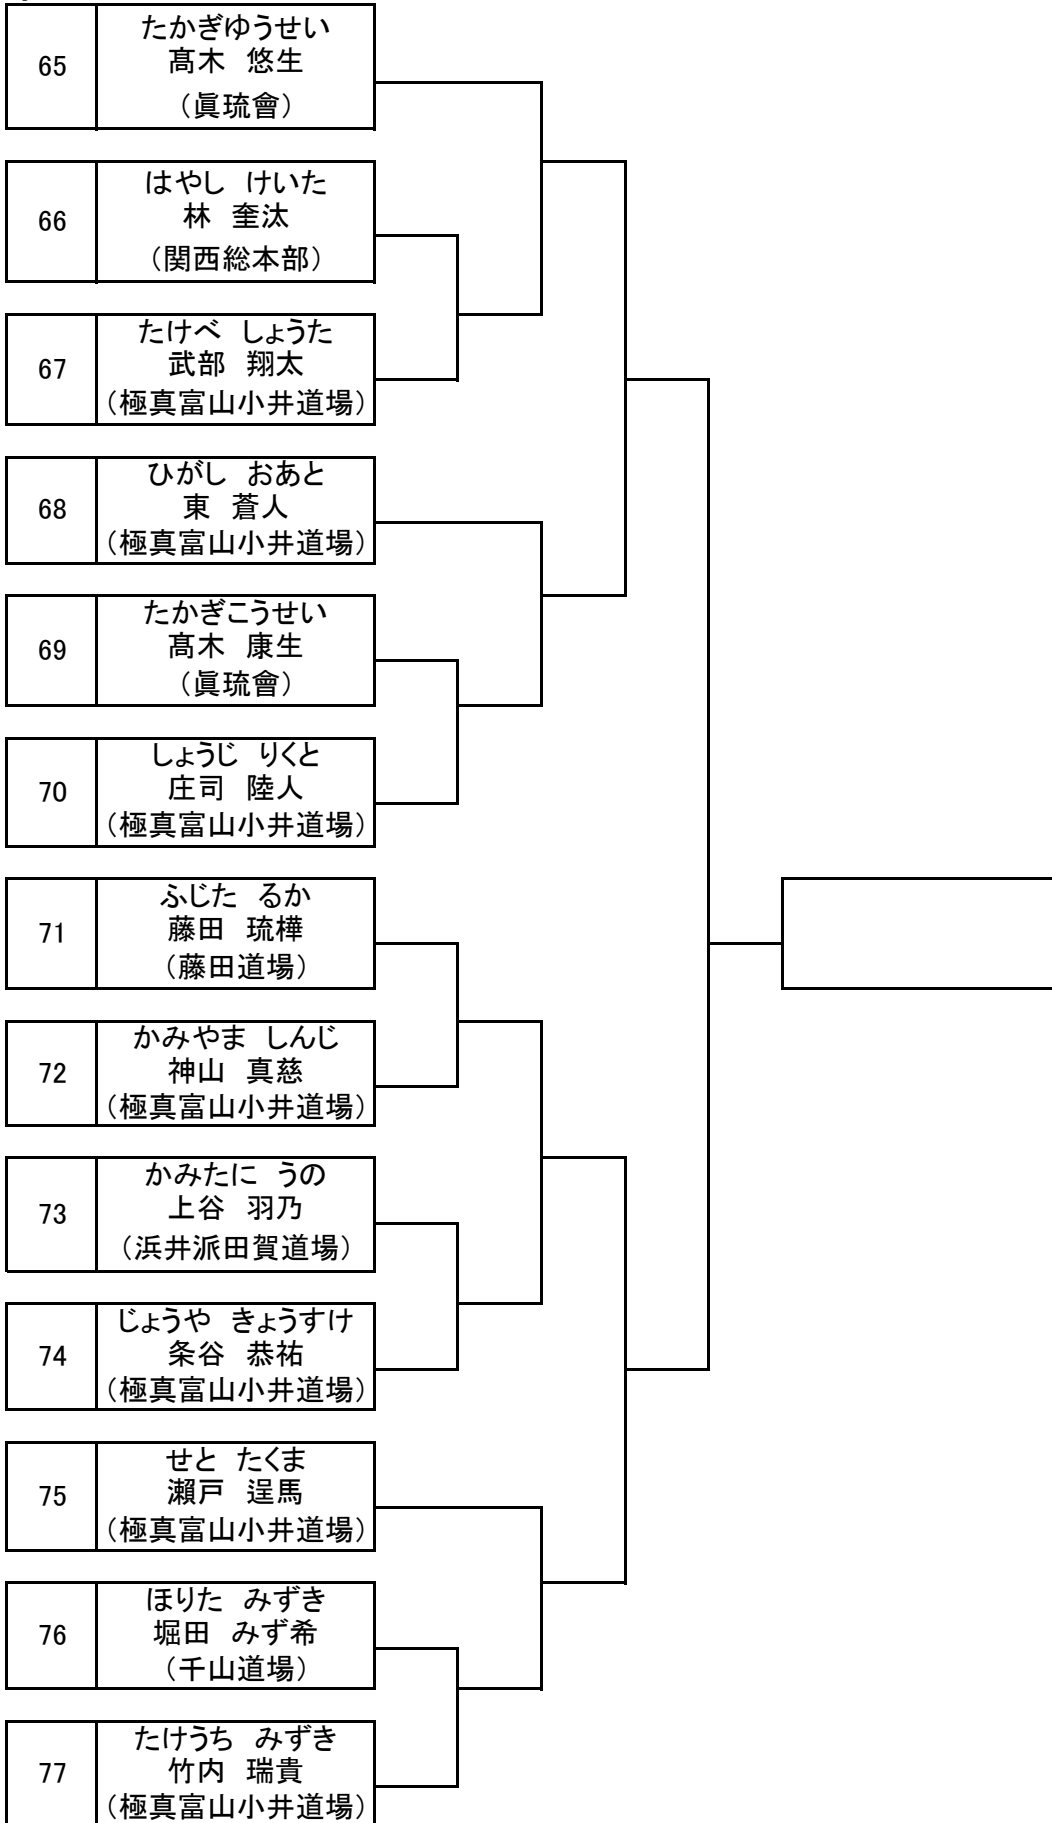 65
たかぎゆうせい
髙木　悠生
（眞琉會）
66
はやし　けいた
林　奎汰
（関西総本部）
67
たけべ　しょうた
武部　翔太
（極真富山小井道場）
68
ひがし　おあと
東　蒼人
（極真富山小井道場）
69
たかぎこうせい
髙木　康生
（眞琉會）
70
しょうじ　りくと
庄司　陸人
（極真富山小井道場）
71
ふじた　るか
藤田　琉樺
（藤田道場）
72
かみやま　しんじ
神山　真慈
（極真富山小井道場）
73
かみたに　うの
上谷　羽乃
（浜井派田賀道場）
74
じょうや　きょうすけ
条谷　恭祐
（極真富山小井道場）
75
せと　たくま
瀬戸　逞馬
（極真富山小井道場）
76
ほりた　みずき
堀田　みず希
（千山道場）
77
たけうち　みずき
竹内　瑞貴
（極真富山小井道場）